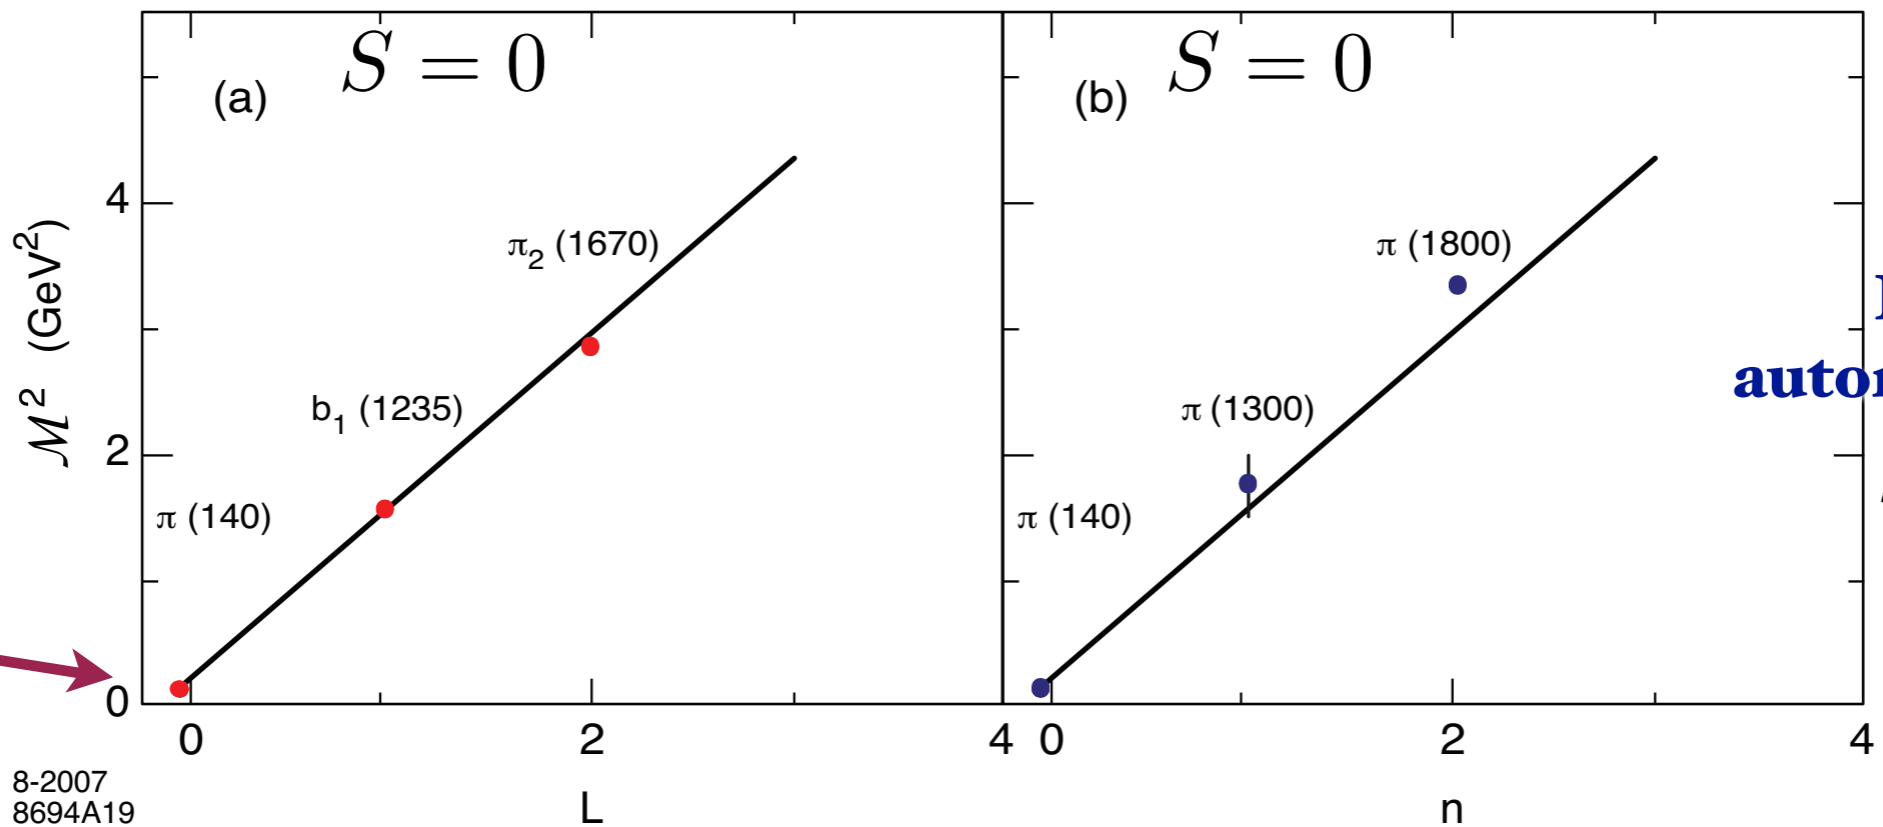 (a) S = 0
(b) S = 0
4
π₂ (1670)
π (1800)
ℳ² (GeV²)
b₁ (1235)
π (1300)
2
π (140)
π (140)
0
0 2 4 0 2 4
8-2007
8694A19
L n